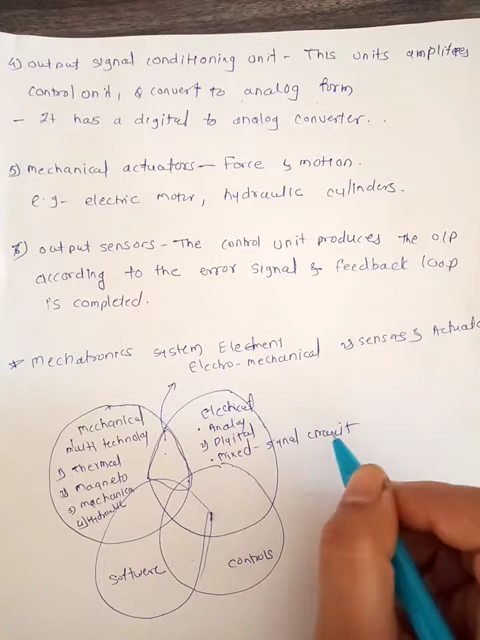 4) output signal conditioning unit - This units amplifies
control unit, & convert to analog form
- It has a digital to analog converter..
5) mechanical actuators - Force & motion.
e.g- electric motor, hydraulic cylinders.
6) output sensors - The control unit produces the O/P
according to the error signal & feedback loop
is completed.
* Mechatronics system Element
Electro-mechanical
1) sensors & Actuato
mechanical
multi technology
1) thermal
2) magneto
3) mechanica
4) Hydraulic
Electrical
• Analog
2) Digital
• Mixed - signal circuit
software
controls